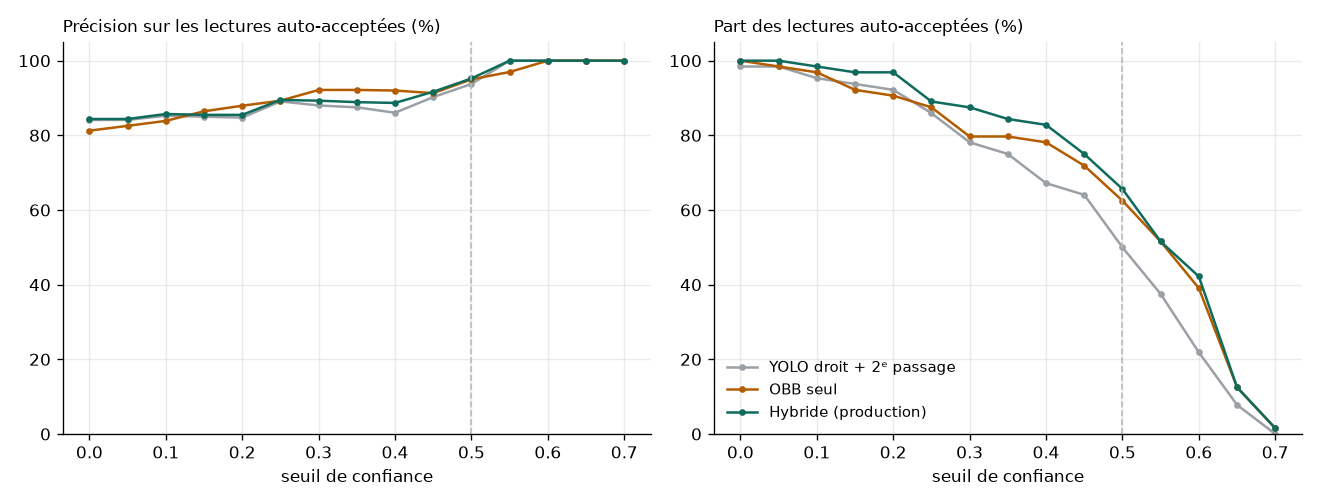 Précision sur les lectures auto-acceptées (%)
100
80
60
40
20
0
0.0 0.1 0.2 0.3 0.4 0.5 0.6 0.7
seuil de confiance
Part des lectures auto-acceptées (%)
100
80
60
40
20
0
YOLO droit + 2ᵉ passage
OBB seul
Hybride (production)
0.0 0.1 0.2 0.3 0.4 0.5 0.6 0.7
seuil de confiance